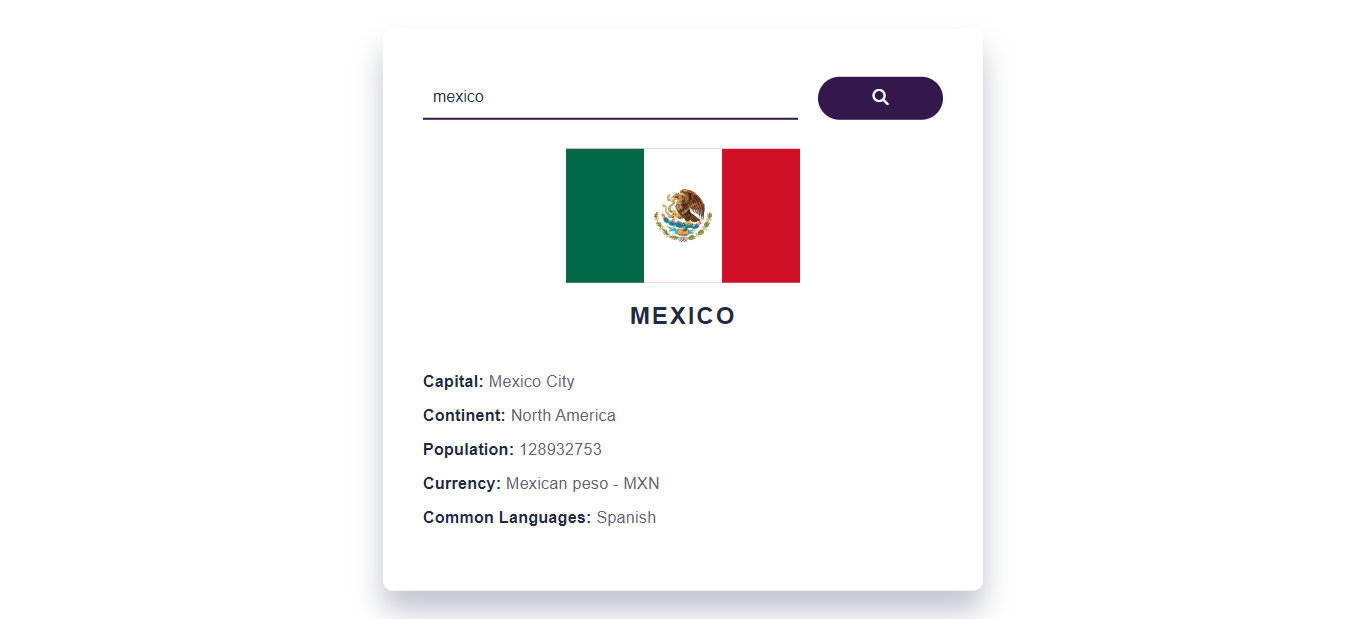 mexico
MEXICO
Capital: Mexico City
Continent: North America
Population: 128932753
Currency: Mexican peso - MXN
Common Languages: Spanish